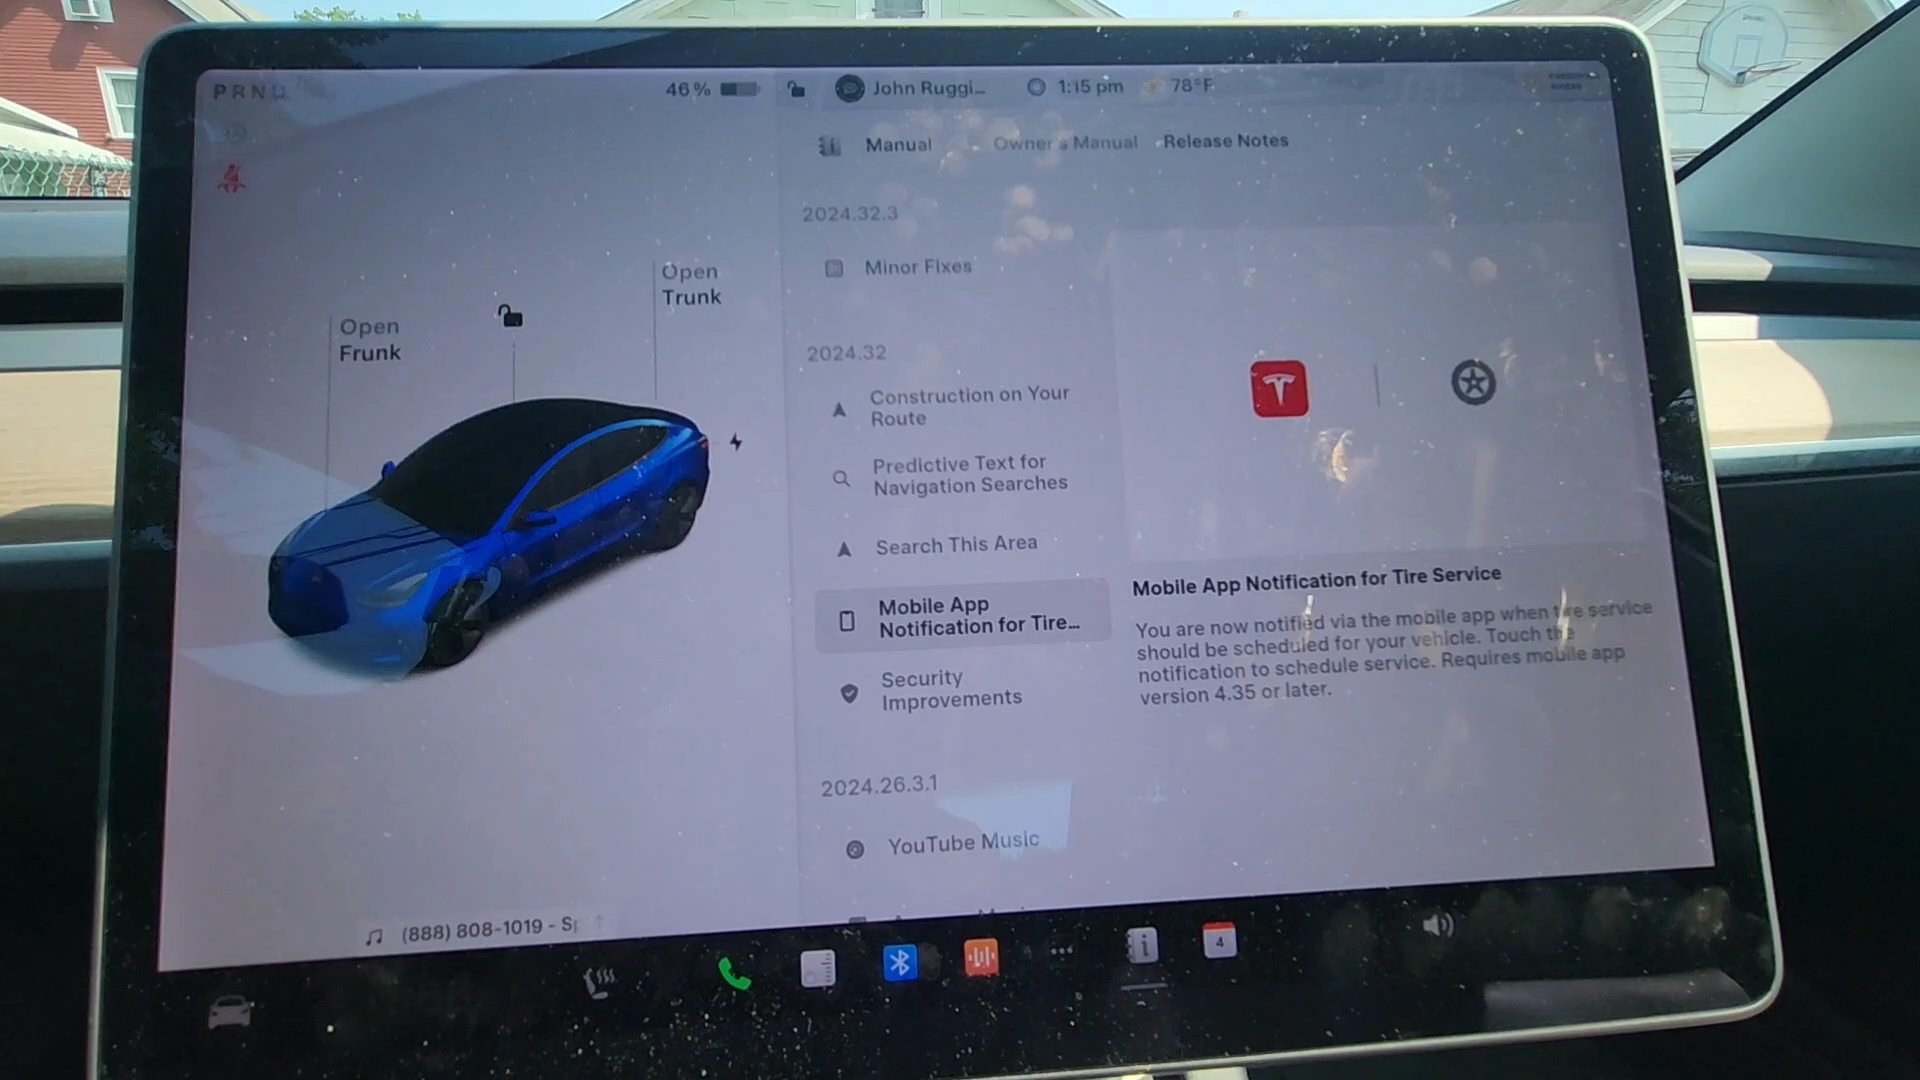 PRND
46%
John Ruggi...
1:15 pm
78°F
PASSENGER
AIRBAG
Manual
Owner's Manual
Release Notes
2024.32.3
Minor Fixes
2024.32
Construction on Your
Route
Predictive Text for
Navigation Searches
Search This Area
Mobile App
Notification for Tire...
Security
Improvements
2024.26.3.1
YouTube Music
Open
Frunk
Open
Trunk
Mobile App Notification for Tire Service
You are now notified via the mobile app when tire service
should be scheduled for your vehicle. Touch the
notification to schedule service. Requires mobile app
version 4.35 or later.
(888) 808-1019 - Sp
4